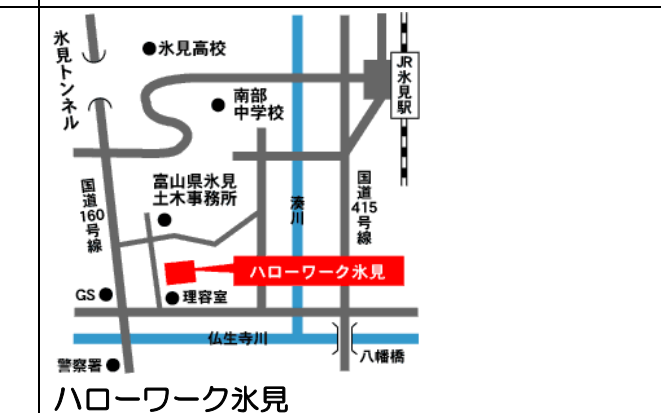 氷見トンネル
氷見高校
JR氷見駅
南部
中学校
富山県氷見
土木事務所
国道160号線
湊川
国道415号線
ハローワーク氷見
GS
理容室
仏生寺川
八幡橋
警察署
ハローワーク氷見